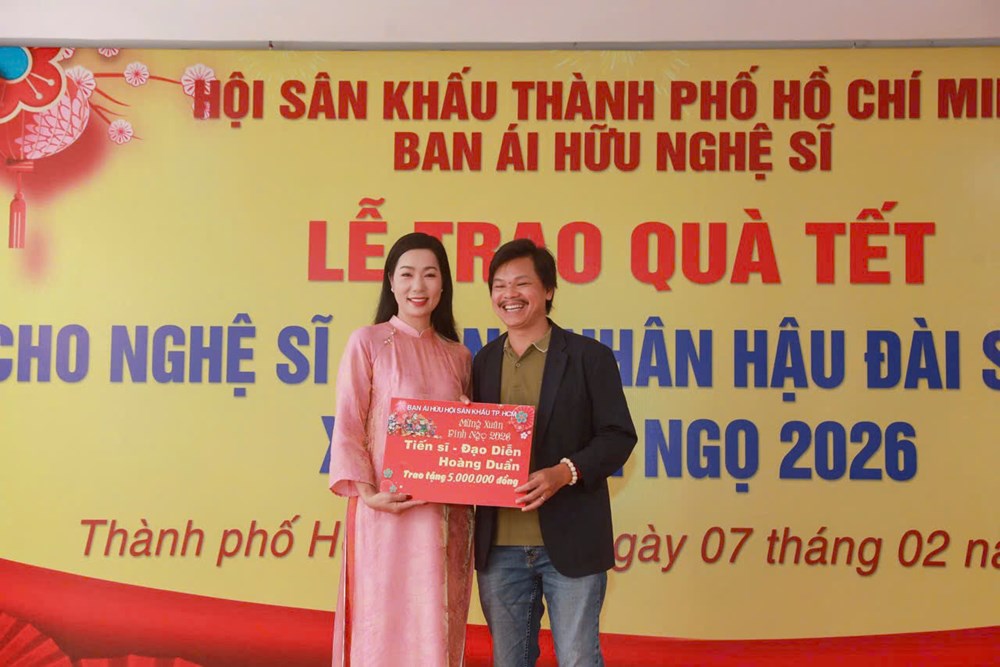 HỘI SÂN KHẤU THÀNH PHỐ HỒ CHÍ MI
BAN ÁI HỮU NGHỆ SĨ
LỄ TRAO QUÀ TẾT
CHO NGHỆ SĨ HÂN HẬU ĐÀI S
NGỌ 2026
Thành phố H gày 07 tháng 02 nă
BAN ÁI HỮU HỘI SÂN KHẤU TP. HCM
Mừng Xuân
Bính Ngọ 2026
Tiến sĩ - Đạo Diễn
Hoàng Duẩn
Trao tặng 5.000.000 đồng